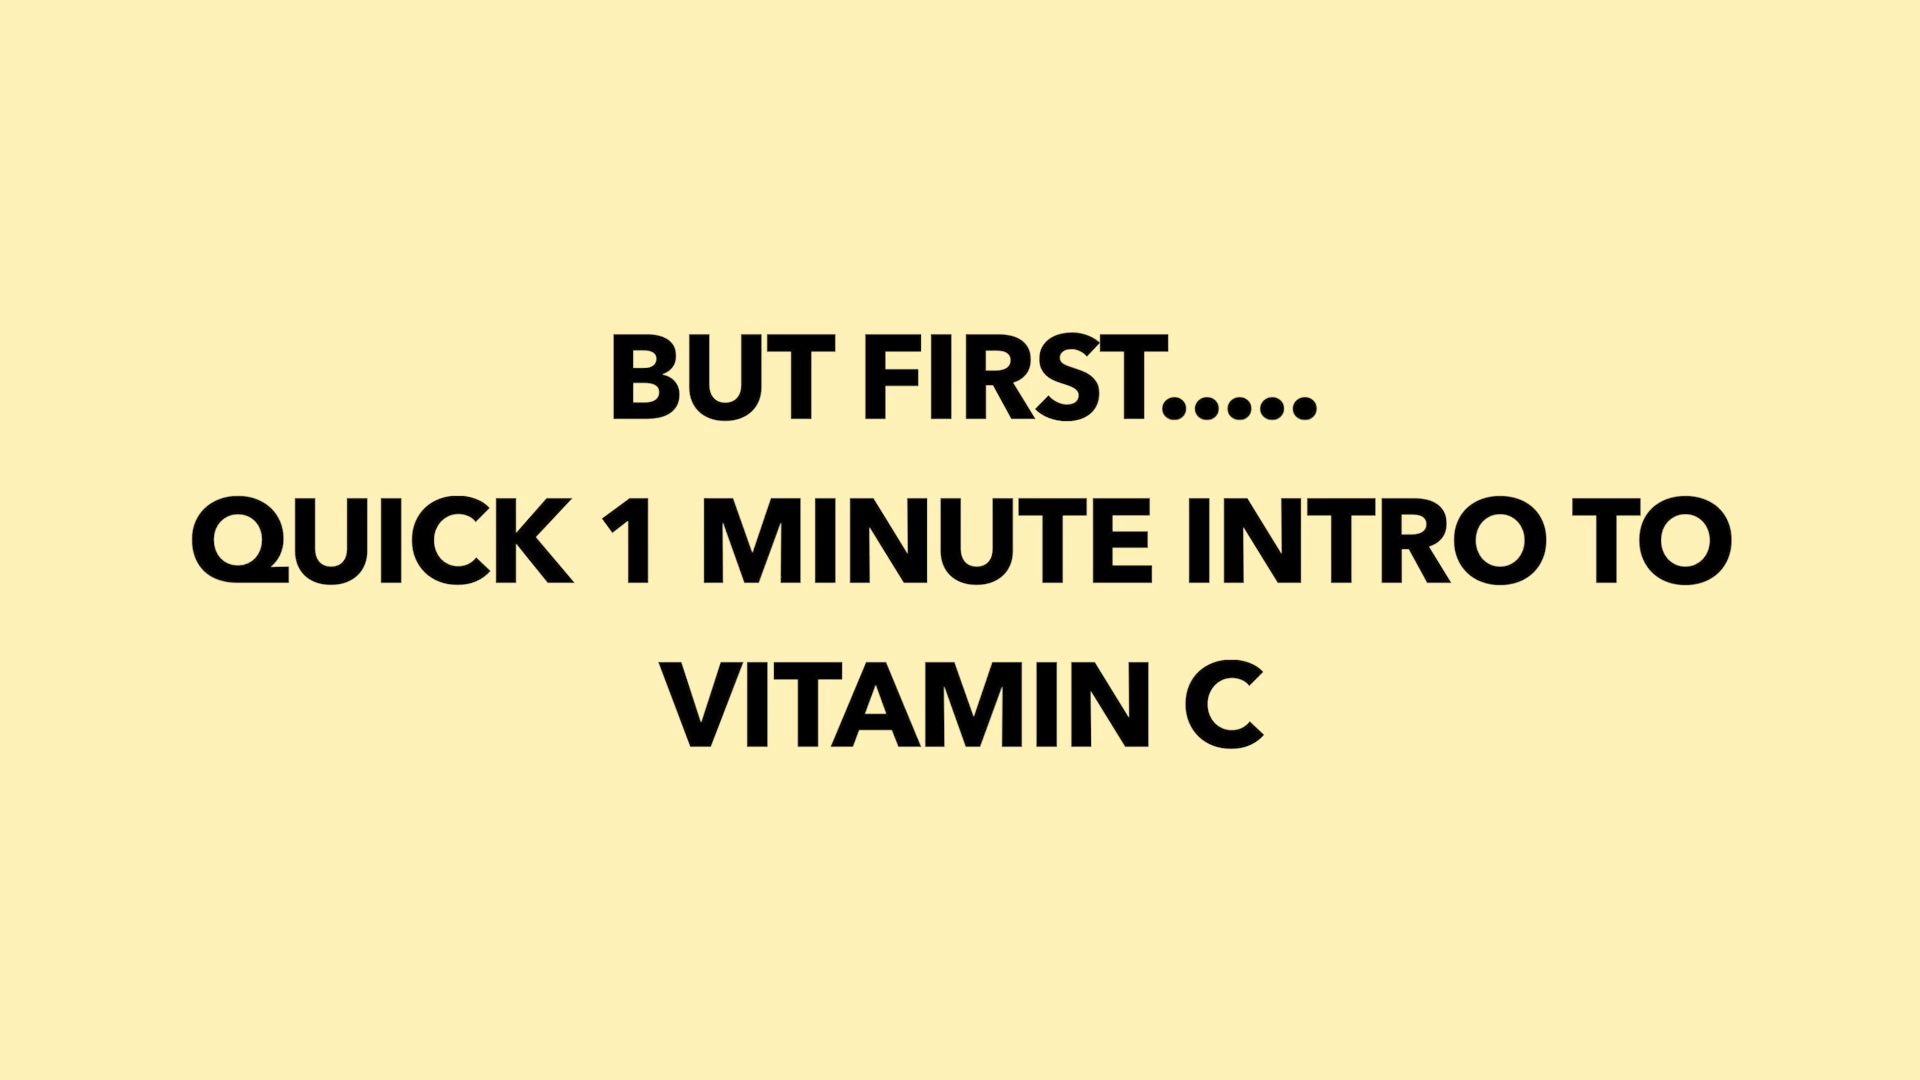 BUT FIRST.....
QUICK 1 MINUTE INTRO TO
VITAMIN C